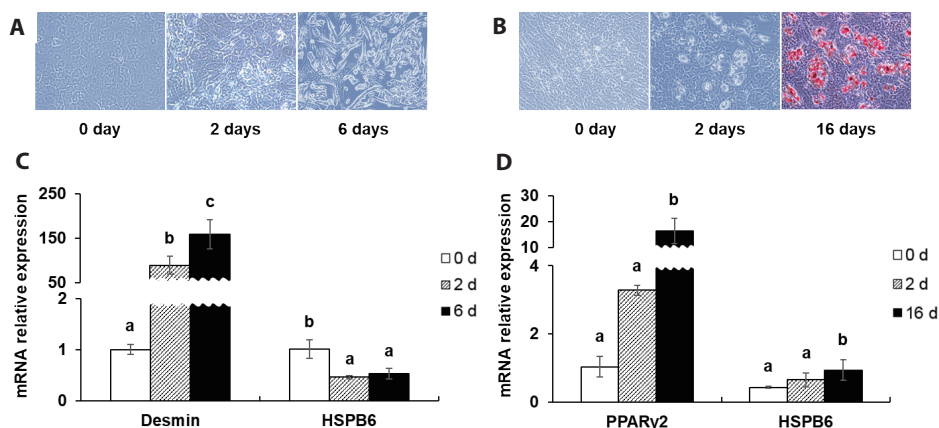 A
B
0 day 2 days 6 days
0 day 2 days 16 days
C
mRNA relative expression
250
150
50
2
1
0
a
b
c
b
a
a
Desmin HSPB6
0 d
2 d
6 d
D
mRNA relative expression
30
20
10
4
2
0
a
a
b
a
a
b
PPARv2 HSPB6
0 d
2 d
16 d